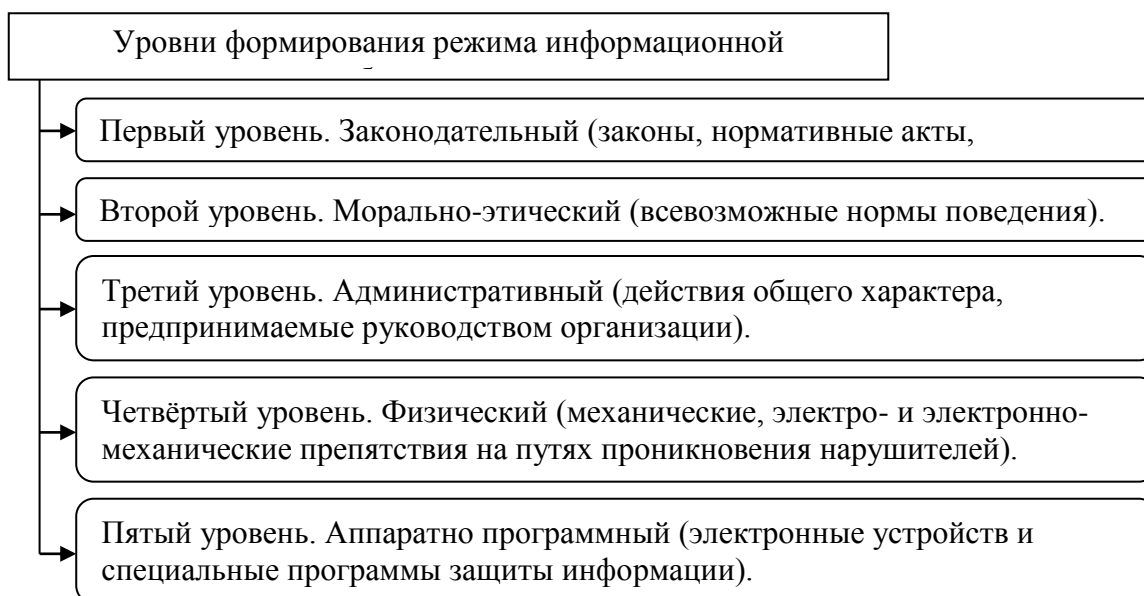 Уровни формирования режима информационной
Первый уровень. Законодательный (законы, нормативные акты,
Второй уровень. Морально-этический (всевозможные нормы поведения).
Третий уровень. Административный (действия общего характера,
предпринимаемые руководством организации).
Четвёртый уровень. Физический (механические, электро- и электронно-
механические препятствия на путях проникновения нарушителей).
Пятый уровень. Аппаратно программный (электронные устройств и
специальные программы защиты информации).